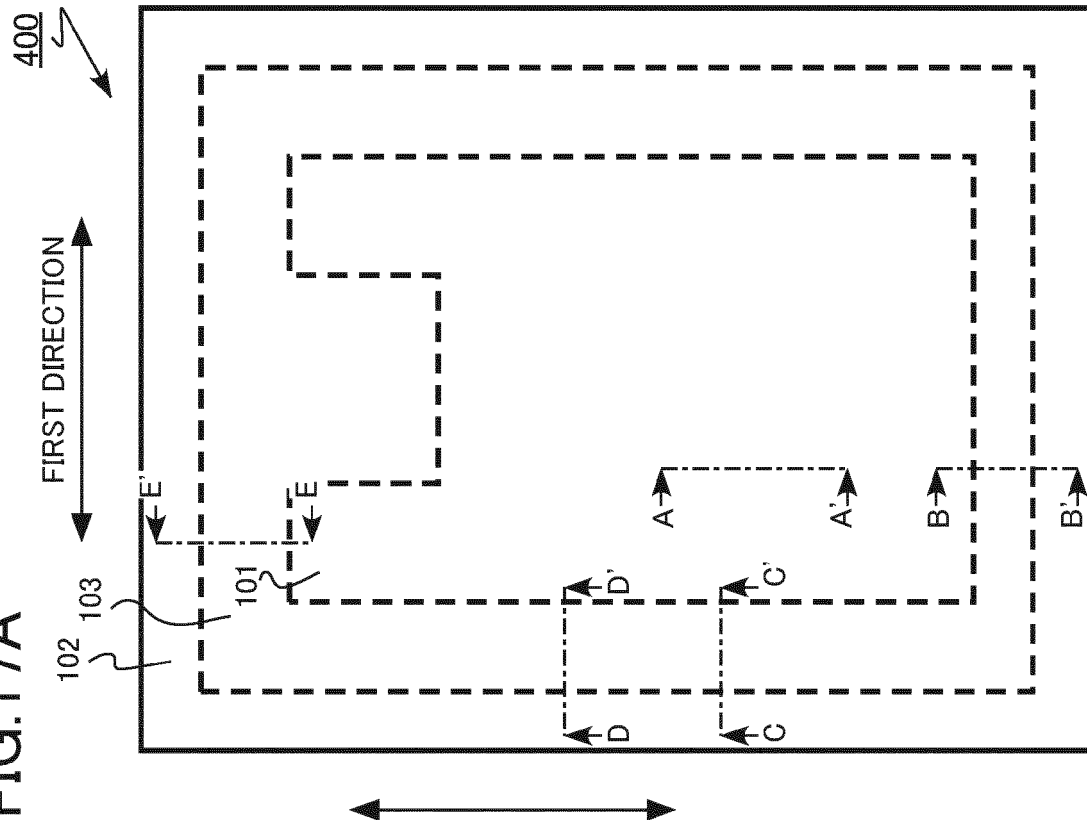 400
FIRST DIRECTION
FIG.17A
E'
E
103
102
101
A
A'
B
B'
D'
C'
D
C